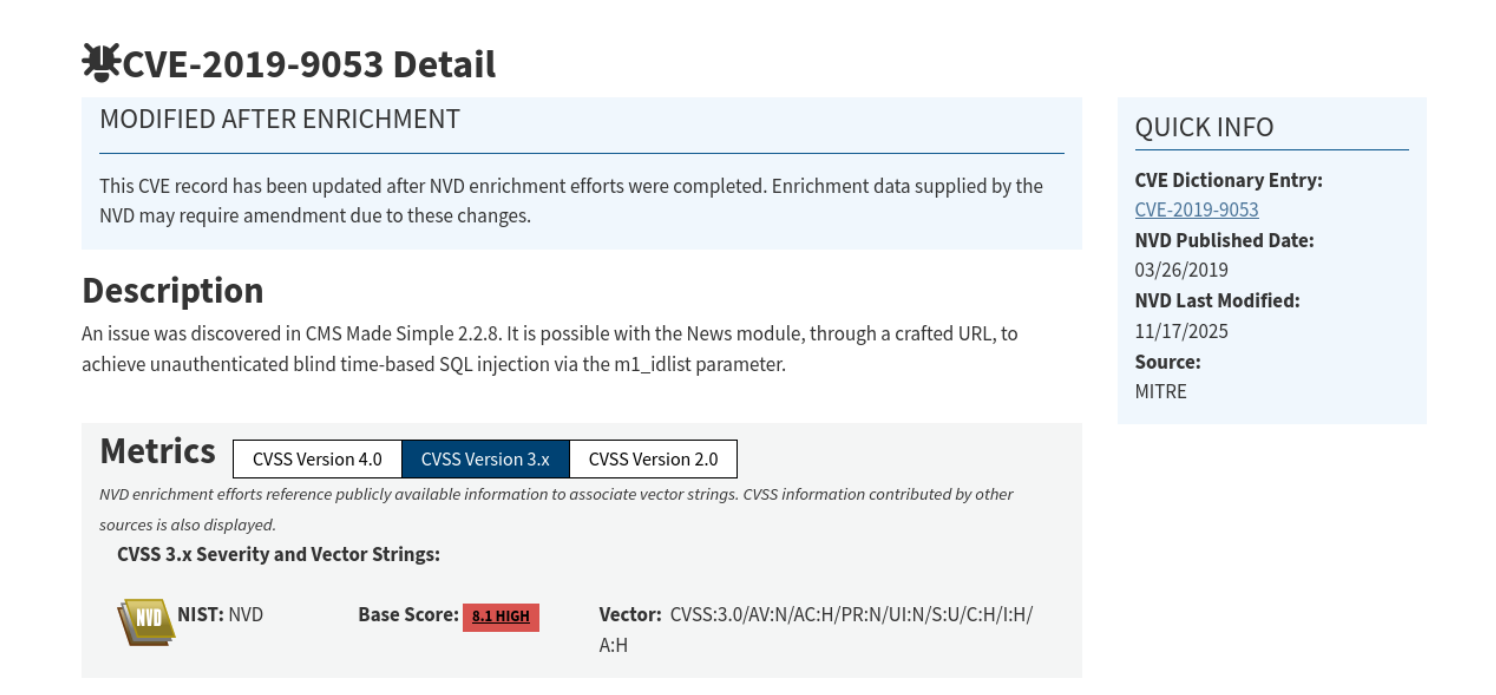 CVE-2019-9053 Detail
MODIFIED AFTER ENRICHMENT
This CVE record has been updated after NVD enrichment efforts were completed. Enrichment data supplied by the
NVD may require amendment due to these changes.
Description
An issue was discovered in CMS Made Simple 2.2.8. It is possible with the News module, through a crafted URL, to
achieve unauthenticated blind time-based SQL injection via the m1_idlist parameter.
Metrics
CVSS Version 4.0
CVSS Version 3.x
CVSS Version 2.0
NVD enrichment efforts reference publicly available information to associate vector strings. CVSS information contributed by other
sources is also displayed.
CVSS 3.x Severity and Vector Strings:
NVD
NIST: NVD
Base Score: 8.1 HIGH
Vector: CVSS:3.0/AV:N/AC:H/PR:N/UI:N/S:U/C:H/I:H/
A:H
QUICK INFO
CVE Dictionary Entry:
CVE-2019-9053
NVD Published Date:
03/26/2019
NVD Last Modified:
11/17/2025
Source:
MITRE